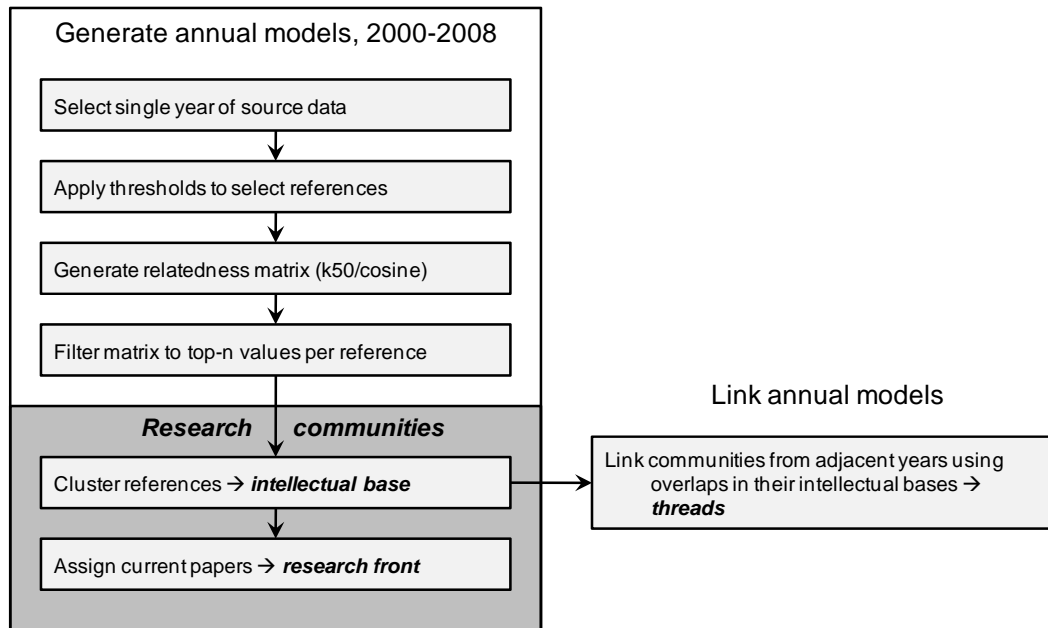 Generate annual models, 2000-2008
Select single year of source data
Apply thresholds to select references
Generate relatedness matrix (k50/cosine)
Filter matrix to top-n values per reference
Research communities
Cluster references → intellectual base
Assign current papers → research front
Link annual models
Link communities from adjacent years using
overlaps in their intellectual bases →
threads